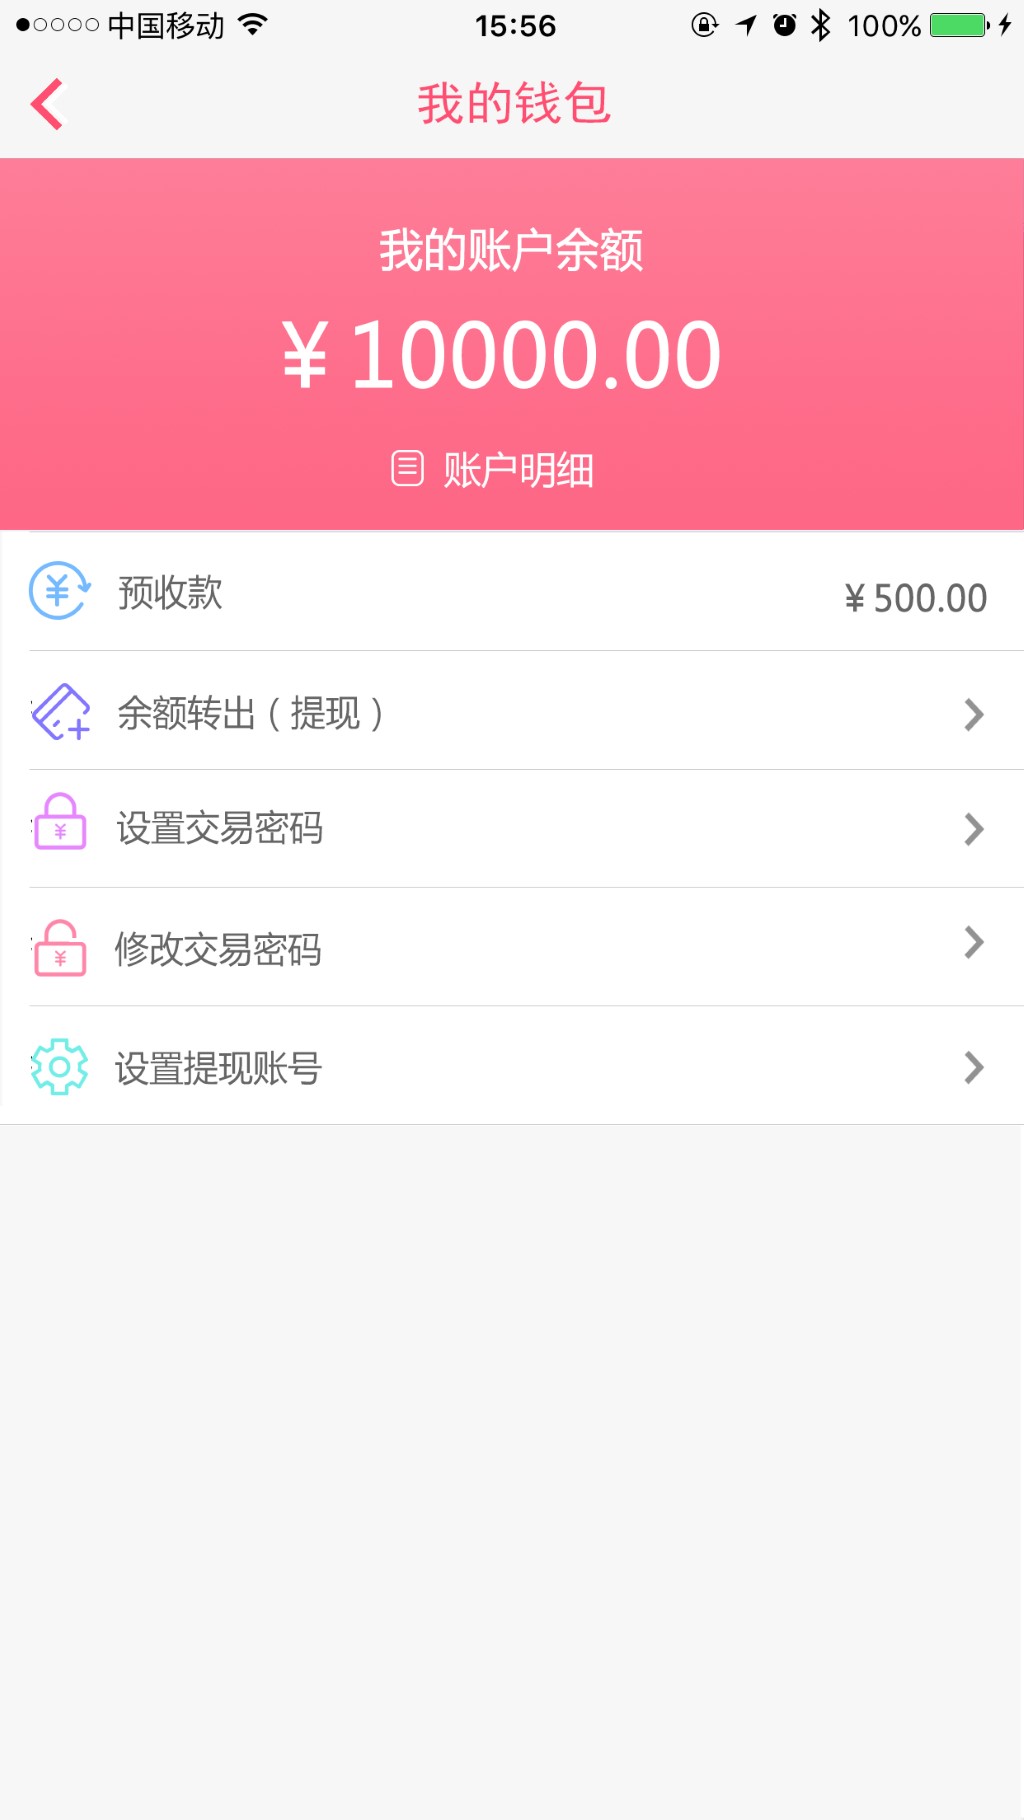 中国移动 15:56 100%
我的钱包
我的账户余额
¥10000.00
账户明细
预收款 ¥500.00
余额转出（提现）
设置交易密码
修改交易密码
设置提现账号